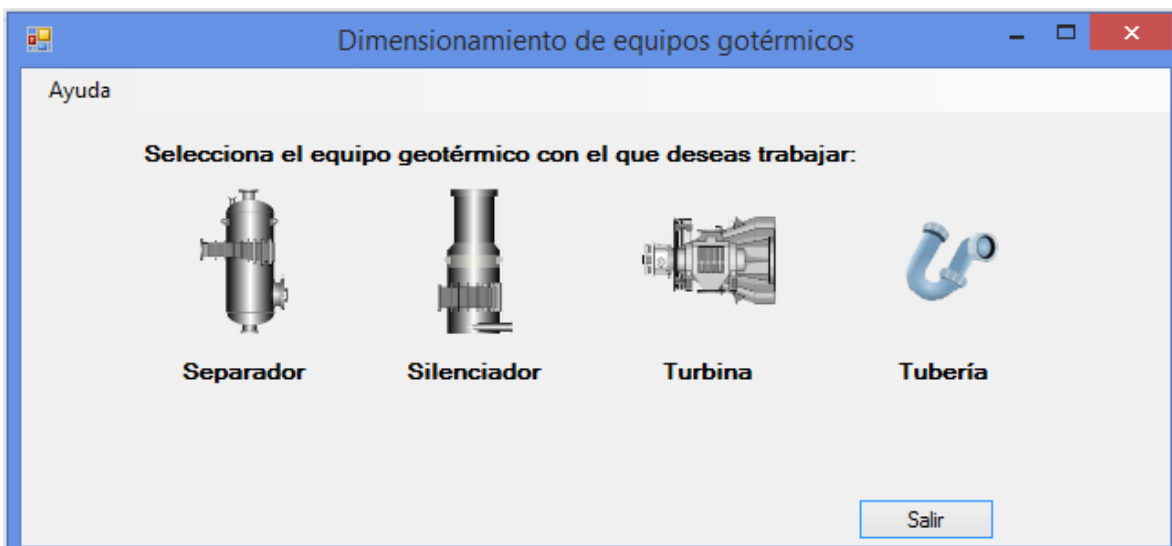 Dimensionamiento de equipos gotérmicos
Ayuda
Selecciona el equipo geotérmico con el que deseas trabajar:
Separador Silenciador Turbina Tubería
Salir